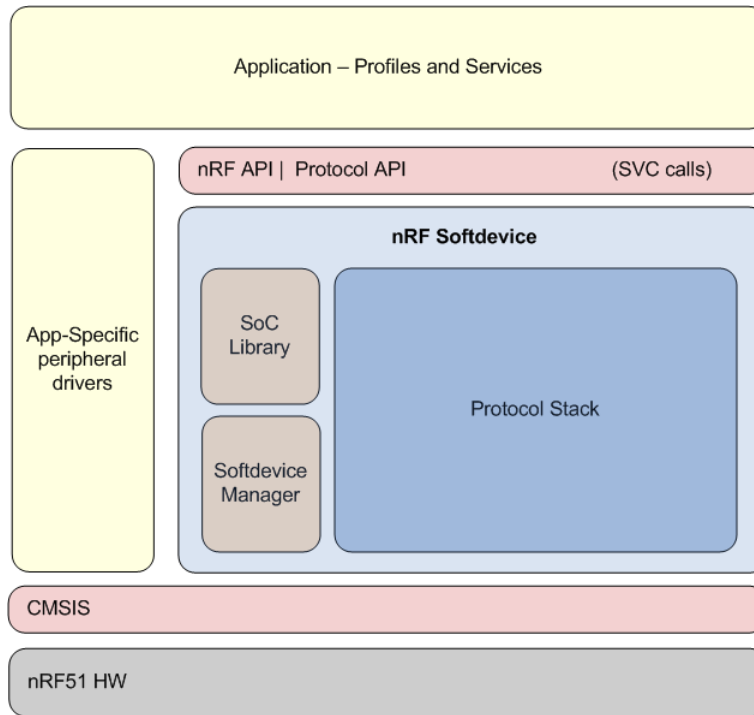 Application – Profiles and Services
nRF API | Protocol API (SVC calls)
nRF Softdevice
App-Specific
peripheral
drivers
SoC
Library
Protocol Stack
Softdevice
Manager
CMSIS
nRF51 HW